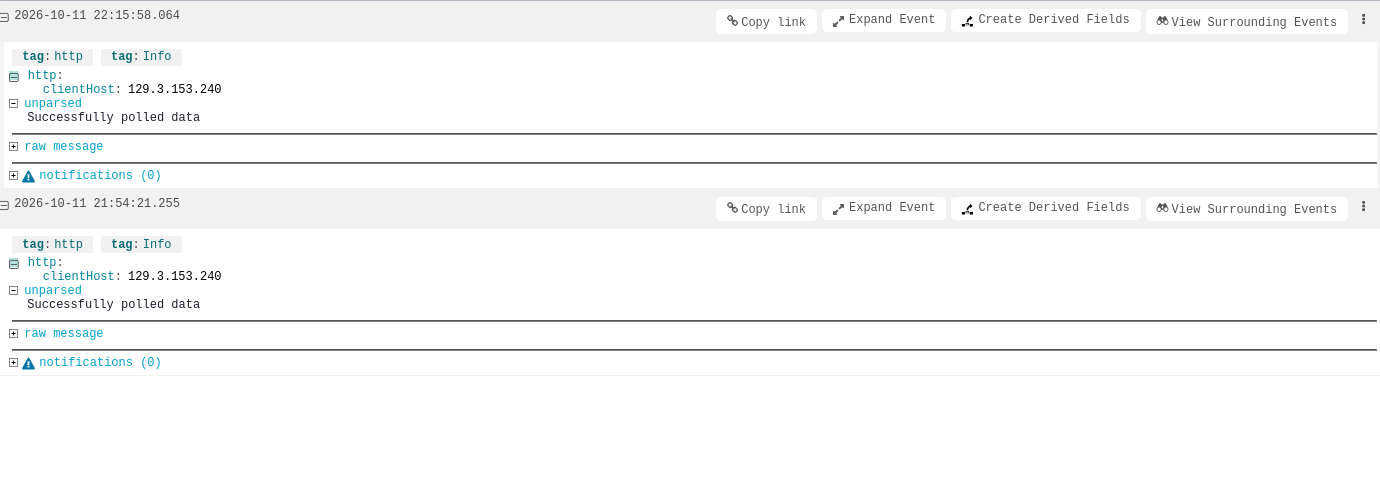 2026-10-11 22:15:58.064 Copy link Expand Event Create Derived Fields View Surrounding Events
tag: http tag: Info
http:
clientHost: 129.3.153.240
unparsed
Successfully polled data
raw message
notifications (0)
2026-10-11 21:54:21.255 Copy link Expand Event Create Derived Fields View Surrounding Events
tag: http tag: Info
http:
clientHost: 129.3.153.240
unparsed
Successfully polled data
raw message
notifications (0)